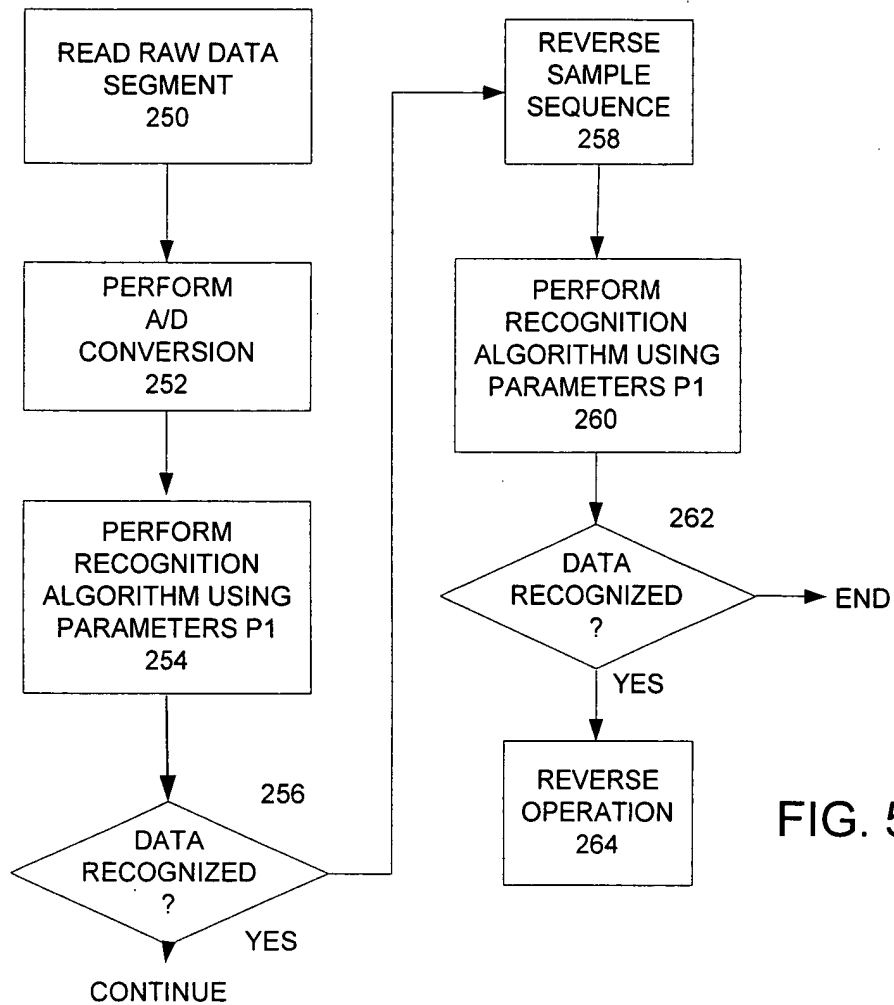 READ RAW DATA
SEGMENT
250
PERFORM
A/D
CONVERSION
252
PERFORM
RECOGNITION
ALGORITHM USING
PARAMETERS P1
254
256
DATA
RECOGNIZED
?
YES
CONTINUE
REVERSE
SAMPLE
SEQUENCE
258
PERFORM
RECOGNITION
ALGORITHM USING
PARAMETERS P1
260
262
DATA
RECOGNIZED
?
END
YES
REVERSE
OPERATION
264
FIG. 5